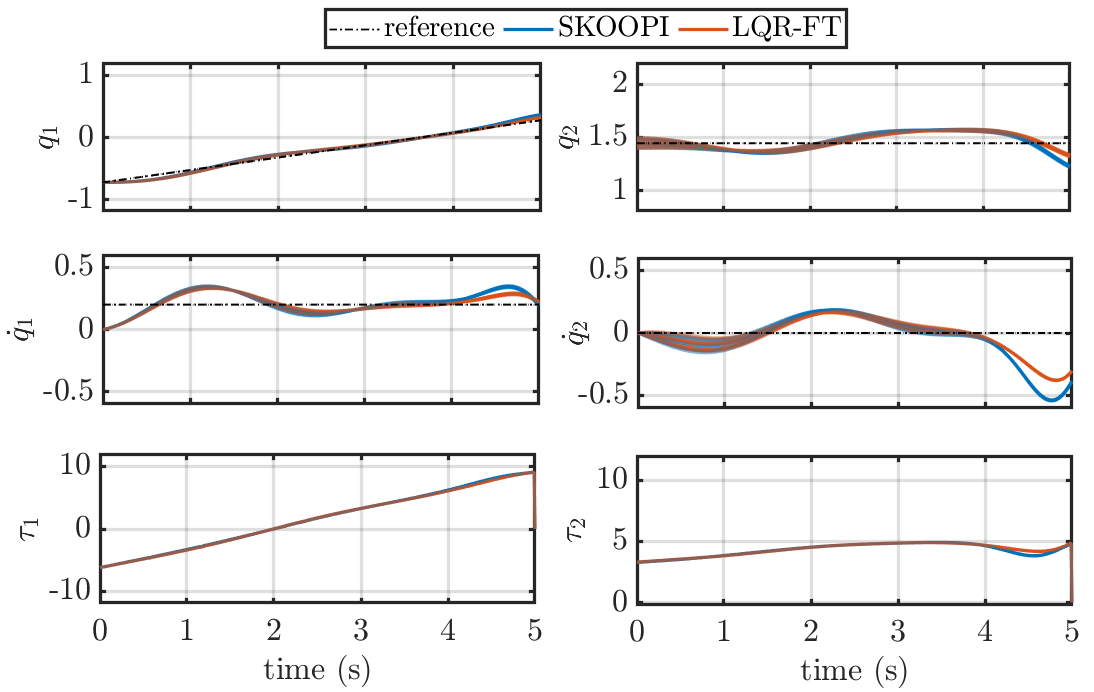 reference SKOOPI LQR-FT
1
0
-1
q₁
2
1.5
1
q₂
0.5
0
-0.5
q̇₁
0.5
0
-0.5
q̇₂
10
0
-10
τ₁
0 1 2 3 4 5
time (s)
10
5
0
τ₂
0 1 2 3 4 5
time (s)